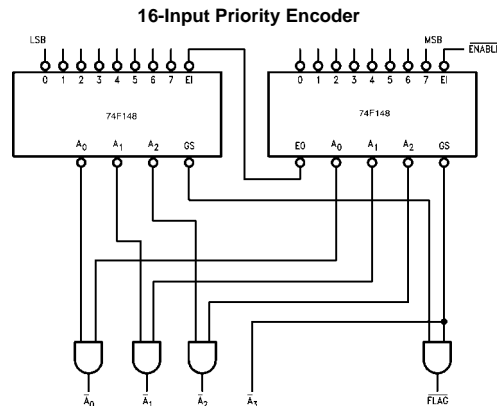 16-Input Priority Encoder
LSB MSB
ENABLE
0 1 2 3 4 5 6 7 EI
0 1 2 3 4 5 6 7 EI
74F148
74F148
A0 A1 A2 GS
EO A0 A1 A2 GS
A0 A1 A2 A3 FLAG